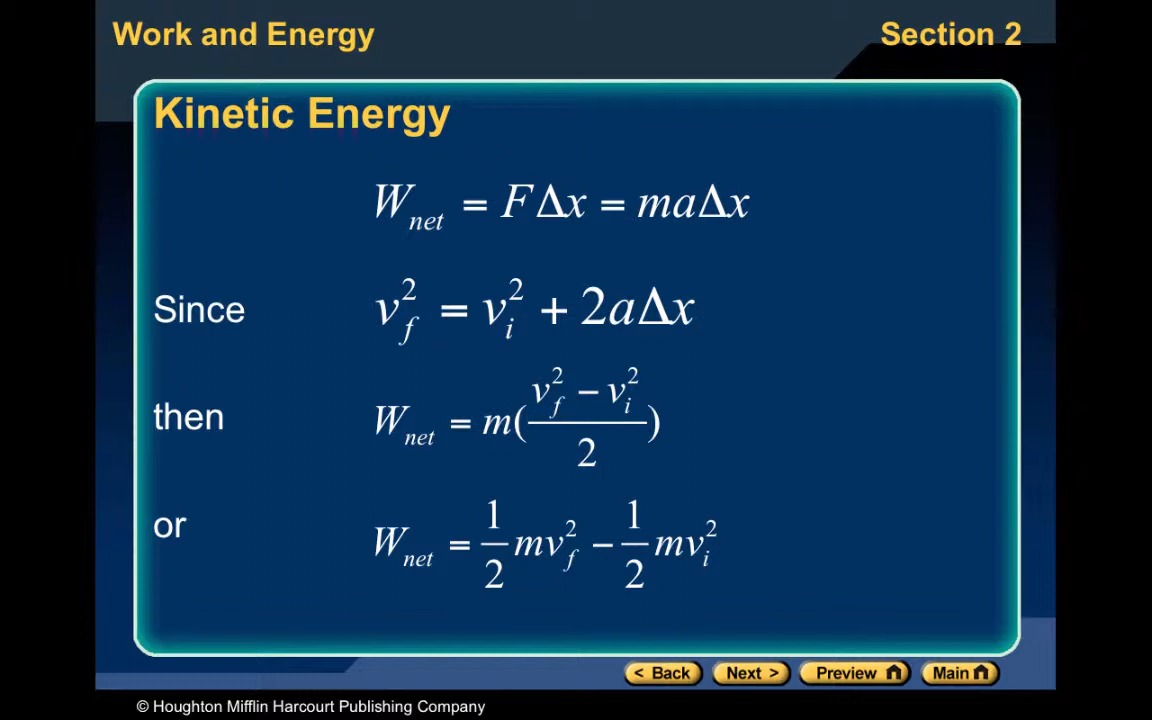 Work and Energy Section 2
Kinetic Energy
W_net = FΔx = maΔx
Since v_f^2 = v_i^2 + 2aΔx
then W_net = m((v_f^2 − v_i^2)/2)
or W_net = 1/2 mv_f^2 − 1/2 mv_i^2
< Back Next > Preview Main
© Houghton Mifflin Harcourt Publishing Company